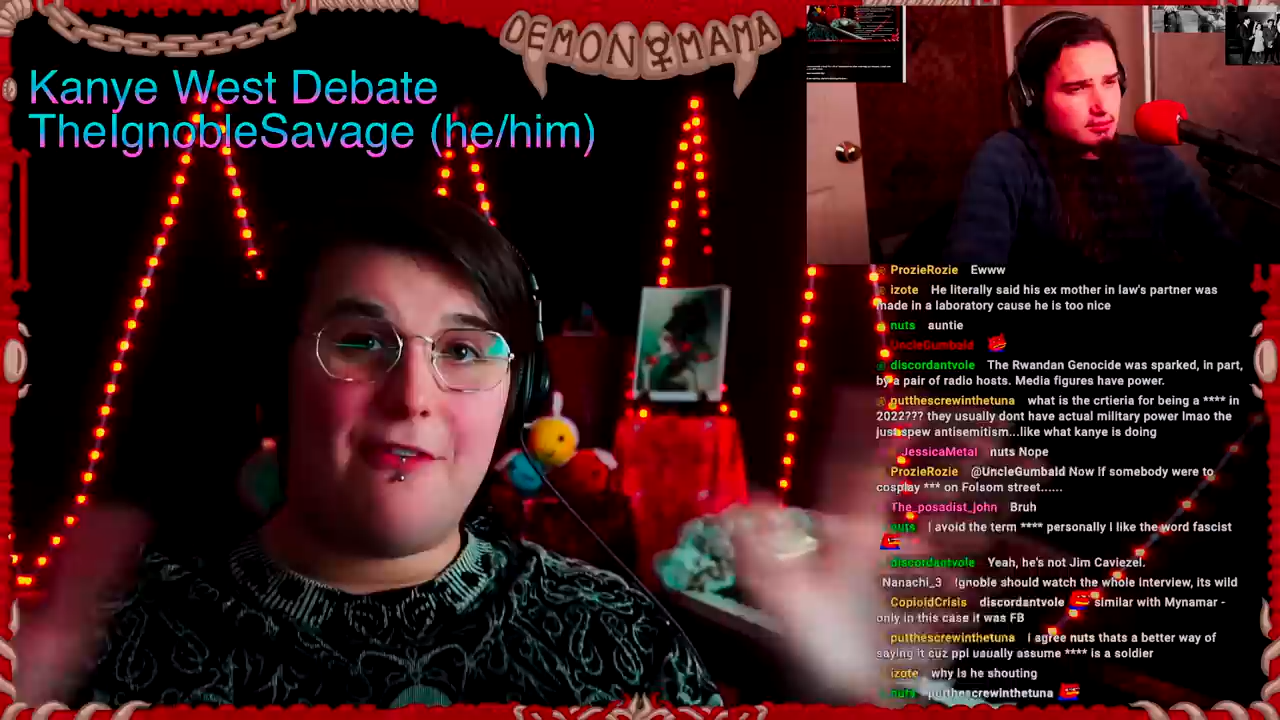 DEMON MAMA
Kanye West Debate
TheIgnobleSavage (he/him)
ProzieRozie Ewww
izote He literally said his ex mother in law's partner was
made in a laboratory cause he is too nice
nuts auntie
UncleGumbald
discordantvole The Rwandan Genocide was sparked, in part,
by a pair of radio hosts. Media figures have power.
putthescrewinthetuna what is the crtieria for being a **** in
2022??? they usually dont have actual military power lmao the
just spew antisemitism...like what kanye is doing
JessicaMetal nuts Nope
ProzieRozie @UncleGumbald Now if somebody were to
cosplay *** on Folsom street......
The_posadist_john Bruh
nuts I avoid the term **** personally i like the word fascist
discordantvole Yeah, he's not Jim Caviezel.
Nanachi_3 Ignoble should watch the whole interview, its wild
CopioidCrisis discordantvole similar with Mynamar -
only in this case it was FB
putthescrewinthetuna i agree nuts thats a better way of
saying it cuz ppl usually assume **** is a soldier
izote why is he shouting
nuts putthescrewinthetuna